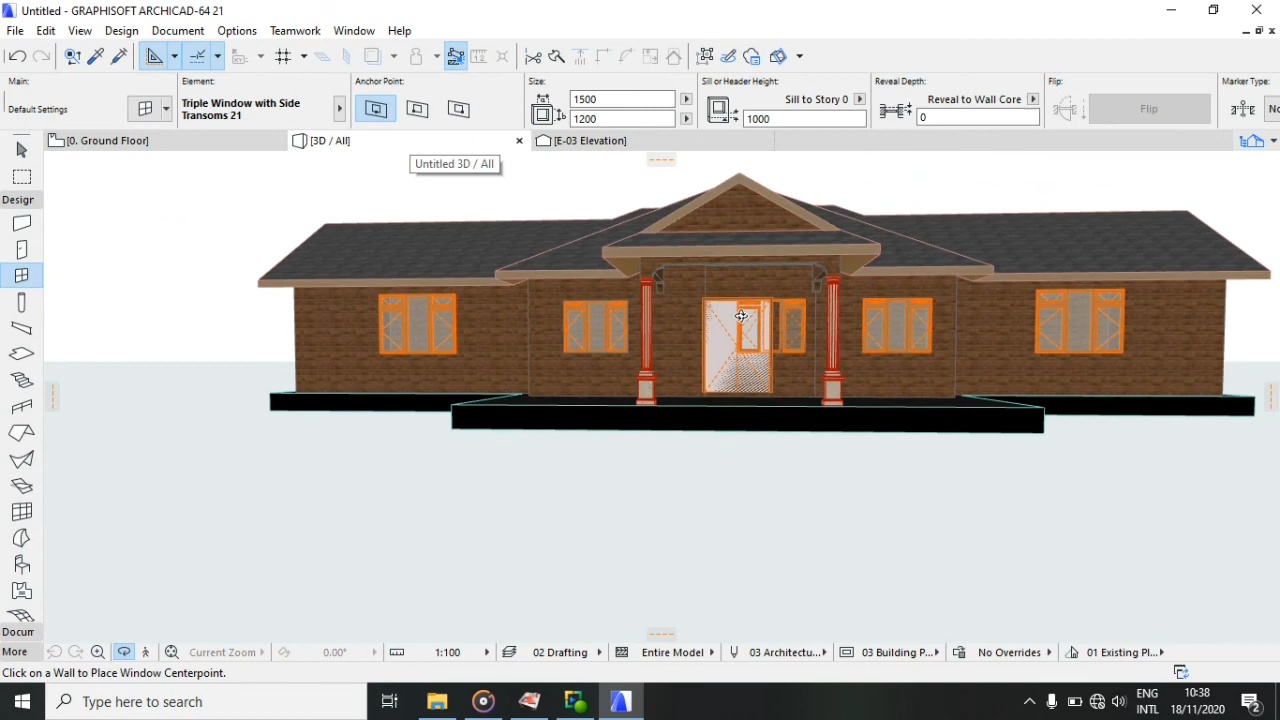 Untitled - GRAPHISOFT ARCHICAD-64 21
File Edit View Design Document Options Teamwork Window Help
Main: Element: Anchor Point: Size: Sill or Header Height: Reveal Depth: Flip: Marker Type:
Default Settings
Triple Window with Side
Transoms 21
1500
1200
Sill to Story 0
1000
Reveal to Wall Core
0
Flip
No
[0. Ground Floor] [3D / All] [E-03 Elevation]
Untitled 3D / All
Design
Docum
More
Current Zoom 0.00° 1:100 02 Drafting Entire Model 03 Architectu... 03 Building P... No Overrides 01 Existing Pl...
Click on a Wall to Place Window Centerpoint.
Type here to search
ENG
INTL
10:38
18/11/2020
2